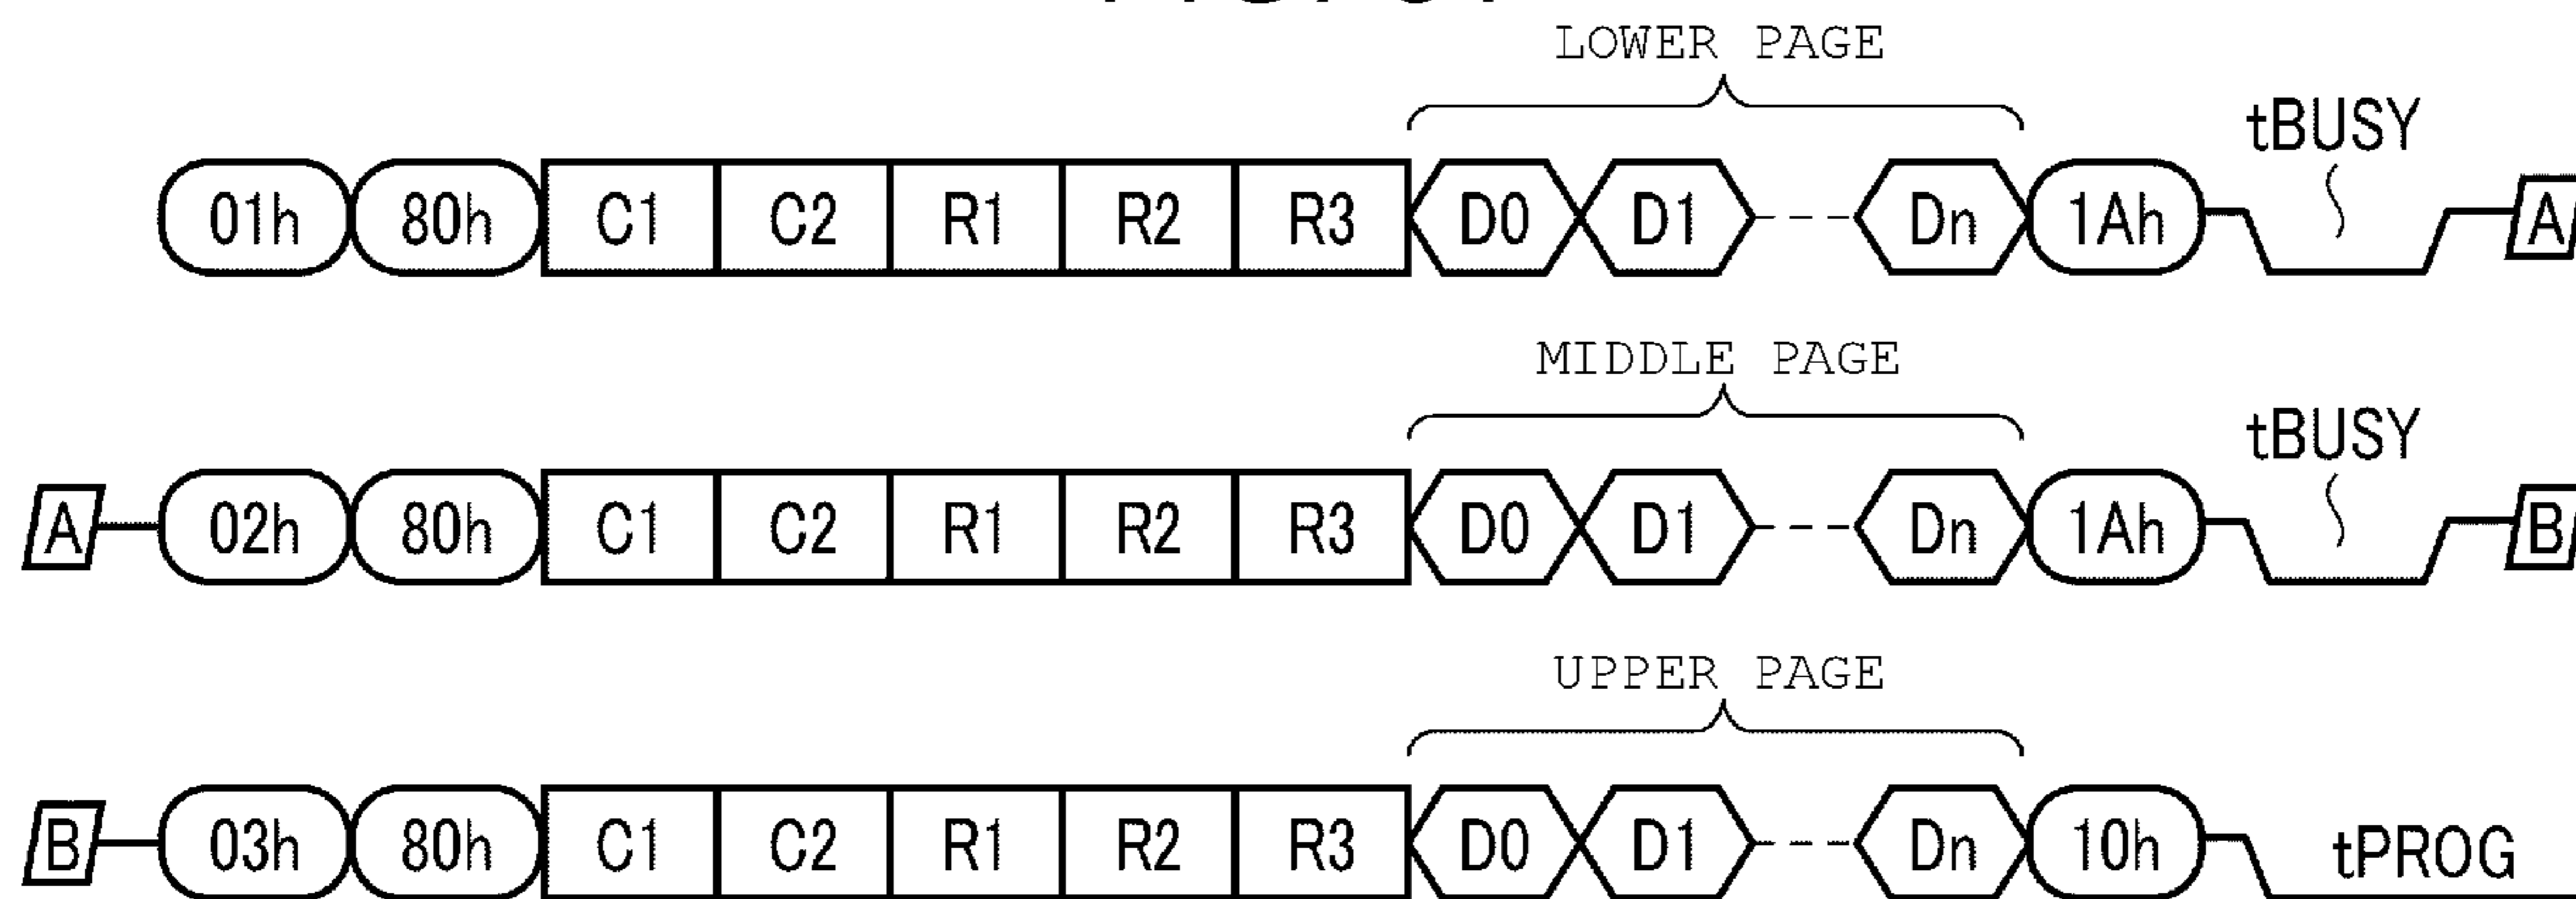 LOWER PAGE
tBUSY
01h 80h C1 C2 R1 R2 R3 D0 D1 Dn 1Ah A
MIDDLE PAGE
tBUSY
A 02h 80h C1 C2 R1 R2 R3 D0 D1 Dn 1Ah B
UPPER PAGE
B 03h 80h C1 C2 R1 R2 R3 D0 D1 Dn 10h tPROG